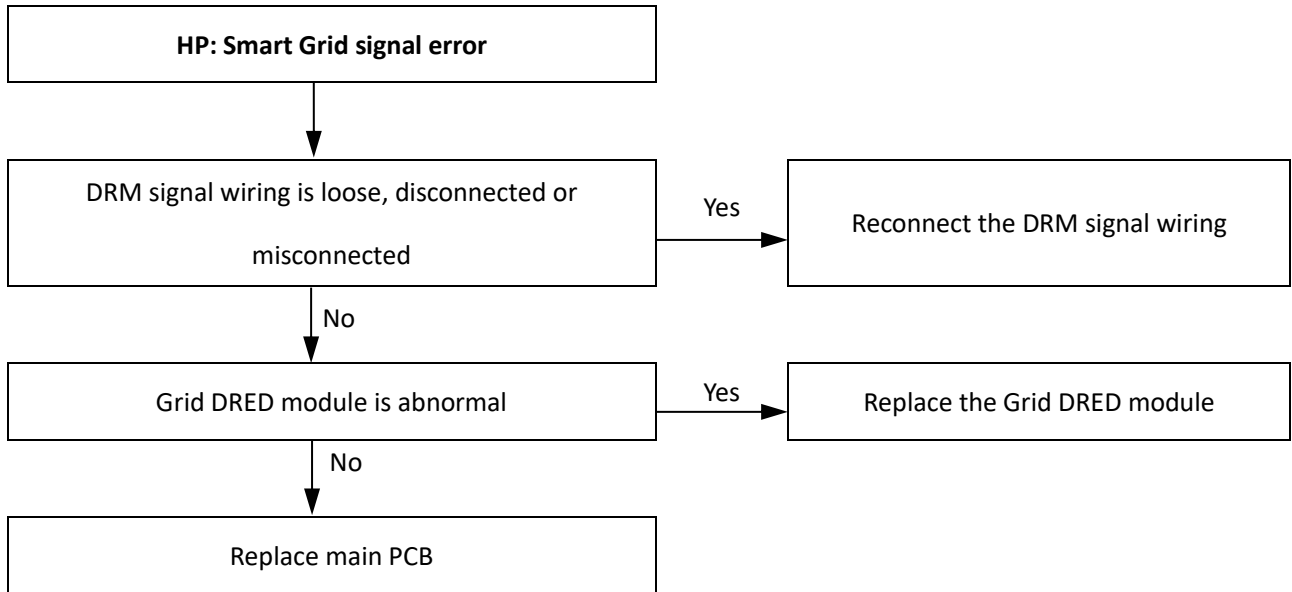 HP: Smart Grid signal error
DRM signal wiring is loose, disconnected or
misconnected
Yes
Reconnect the DRM signal wiring
No
Grid DRED module is abnormal
Yes
Replace the Grid DRED module
No
Replace main PCB